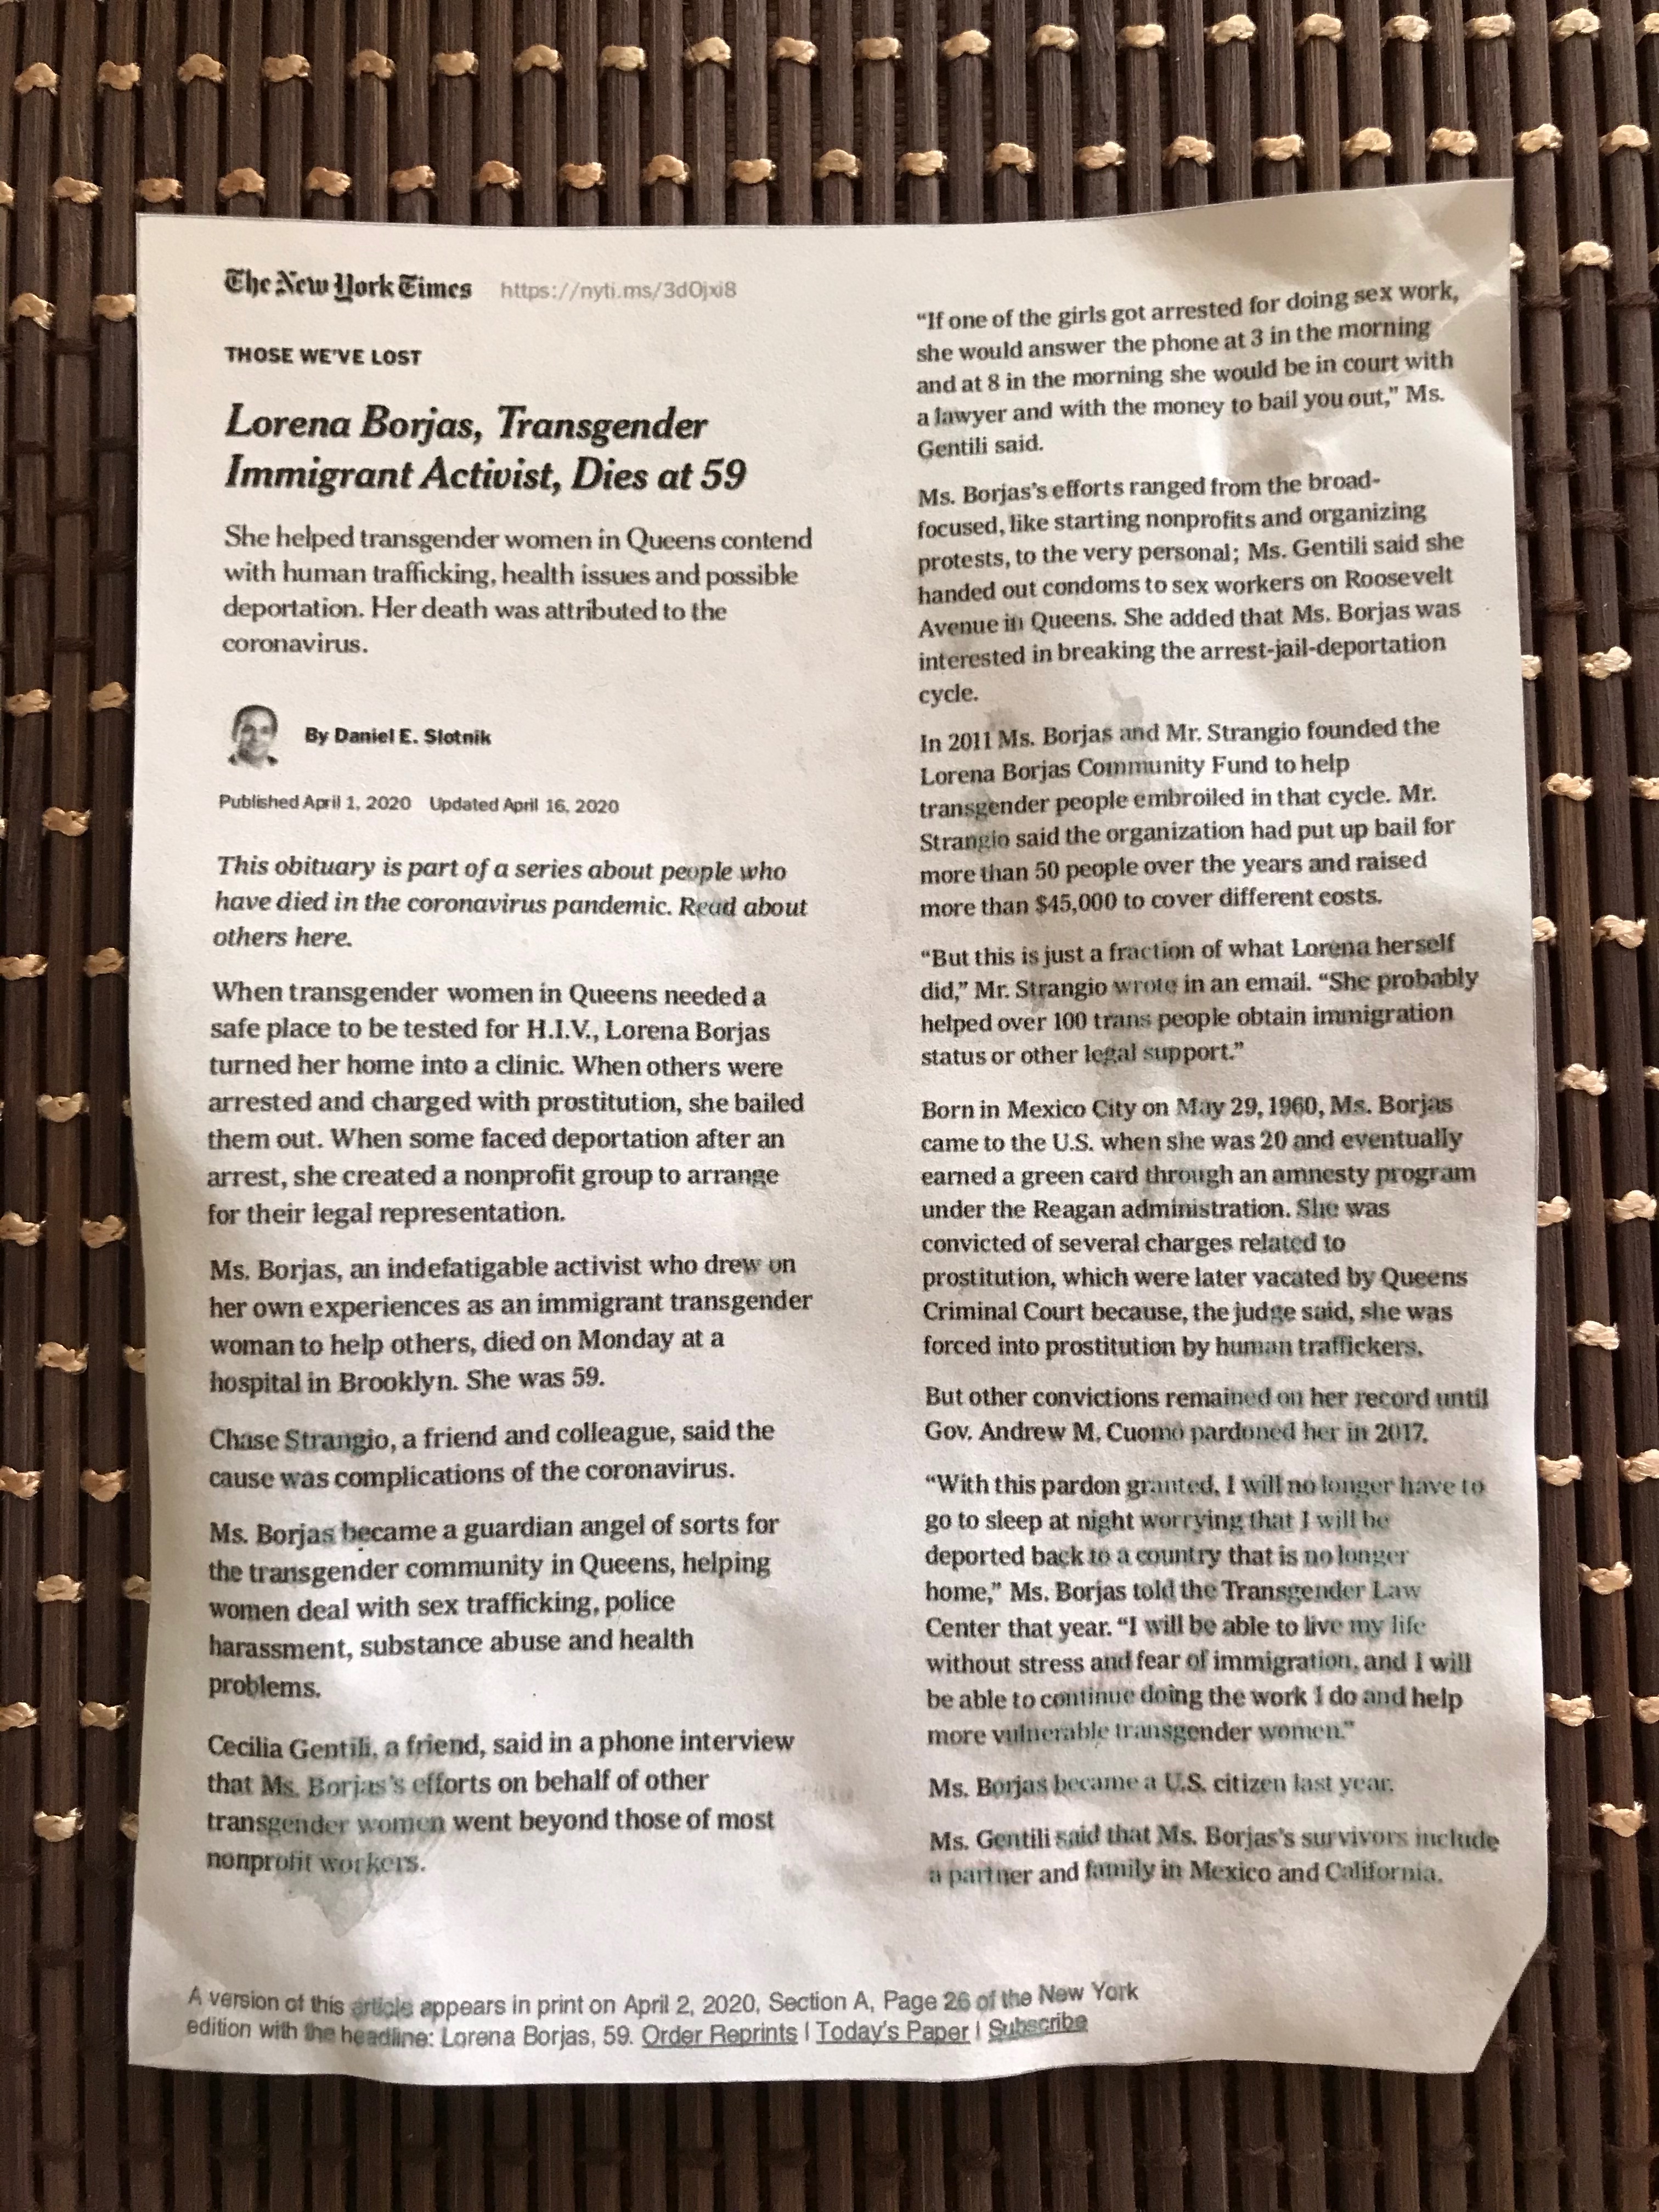 The New York Times https://nyti.ms/3dOjxi8
THOSE WE'VE LOST
Lorena Borjas, Transgender
Immigrant Activist, Dies at 59
She helped transgender women in Queens contend
with human trafficking, health issues and possible
deportation. Her death was attributed to the
coronavirus.
By Daniel E. Slotnik
Published April 1, 2020 Updated April 16, 2020
This obituary is part of a series about people who
have died in the coronavirus pandemic. Read about
others here.
When transgender women in Queens needed a
safe place to be tested for H.I.V., Lorena Borjas
turned her home into a clinic. When others were
arrested and charged with prostitution, she bailed
them out. When some faced deportation after an
arrest, she created a nonprofit group to arrange
for their legal representation.
Ms. Borjas, an indefatigable activist who drew on
her own experiences as an immigrant transgender
woman to help others, died on Monday at a
hospital in Brooklyn. She was 59.
Chase Strangio, a friend and colleague, said the
cause was complications of the coronavirus.
Ms. Borjas became a guardian angel of sorts for
the transgender community in Queens, helping
women deal with sex trafficking, police
harassment, substance abuse and health
problems.
Cecilia Gentili, a friend, said in a phone interview
that Ms. Borjas's efforts on behalf of other
transgender women went beyond those of most
nonprofit workers.
“If one of the girls got arrested for doing sex work,
she would answer the phone at 3 in the morning
and at 8 in the morning she would be in court with
a lawyer and with the money to bail you out,” Ms.
Gentili said.
Ms. Borjas's efforts ranged from the broad-
focused, like starting nonprofits and organizing
protests, to the very personal; Ms. Gentili said she
handed out condoms to sex workers on Roosevelt
Avenue in Queens. She added that Ms. Borjas was
interested in breaking the arrest-jail-deportation
cycle.
In 2011 Ms. Borjas and Mr. Strangio founded the
Lorena Borjas Community Fund to help
transgender people embroiled in that cycle. Mr.
Strangio said the organization had put up bail for
more than 50 people over the years and raised
more than $45,000 to cover different costs.
“But this is just a fraction of what Lorena herself
did,” Mr. Strangio wrote in an email. “She probably
helped over 100 trans people obtain immigration
status or other legal support.”
Born in Mexico City on May 29, 1960, Ms. Borjas
came to the U.S. when she was 20 and eventually
earned a green card through an amnesty program
under the Reagan administration. She was
convicted of several charges related to
prostitution, which were later vacated by Queens
Criminal Court because, the judge said, she was
forced into prostitution by human traffickers.
But other convictions remained on her record until
Gov. Andrew M. Cuomo pardoned her in 2017.
“With this pardon granted, I will no longer have to
go to sleep at night worrying that I will be
deported back to a country that is no longer
home,” Ms. Borjas told the Transgender Law
Center that year. “I will be able to live my life
without stress and fear of immigration, and I will
be able to continue doing the work I do and help
more vulnerable transgender women.”
Ms. Borjas became a U.S. citizen last year.
Ms. Gentili said that Ms. Borjas's survivors include
a partner and family in Mexico and California.
A version of this article appears in print on April 2, 2020, Section A, Page 26 of the New York
edition with the headline: Lorena Borjas, 59. Order Reprints | Today's Paper | Subscribe